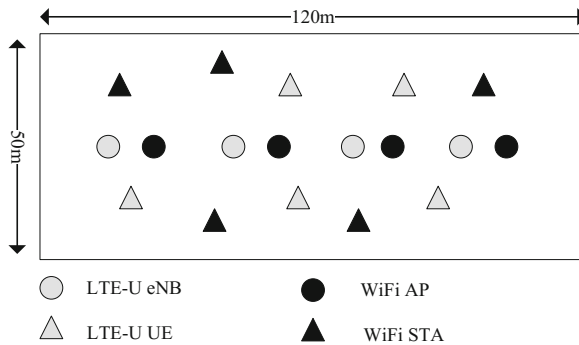 120m
50m
LTE-U eNB
WiFi AP
LTE-U UE
WiFi STA